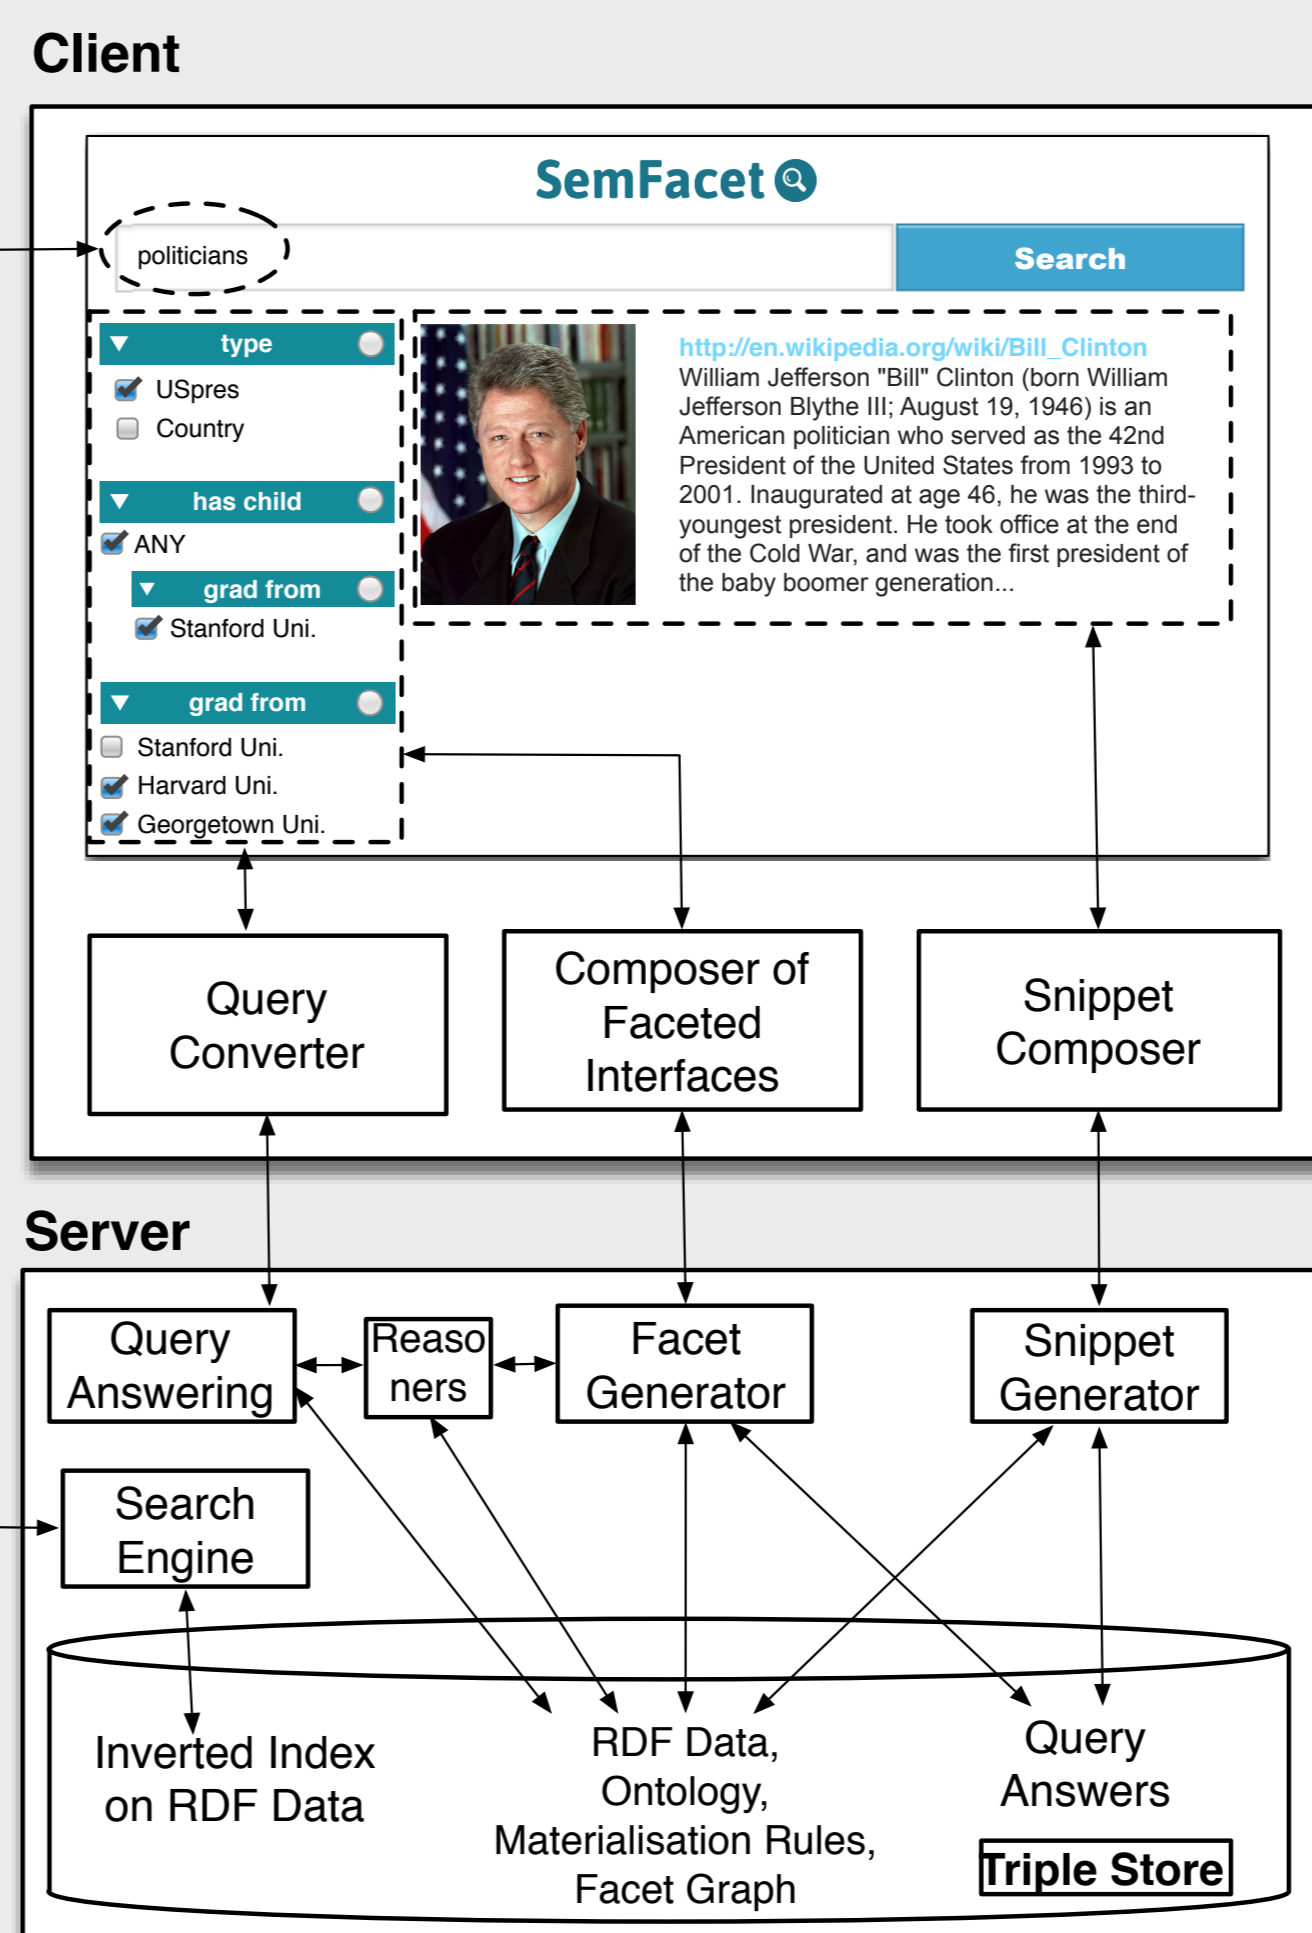 Client
SemFacet
politicians
Search
type
USpres
Country
has child
ANY
grad from
Stanford Uni.
grad from
Stanford Uni.
Harvard Uni.
Georgetown Uni.
http://en.wikipedia.org/wiki/Bill_Clinton
William Jefferson "Bill" Clinton (born William
Jefferson Blythe III; August 19, 1946) is an
American politician who served as the 42nd
President of the United States from 1993 to
2001. Inaugurated at age 46, he was the third-
youngest president. He took office at the end
of the Cold War, and was the first president of
the baby boomer generation...
Query
Converter
Composer of
Faceted
Interfaces
Snippet
Composer
Server
Query
Answering
Reaso
ners
Facet
Generator
Snippet
Generator
Search
Engine
Inverted Index
on RDF Data
RDF Data,
Ontology,
Materialisation Rules,
Facet Graph
Query
Answers
Triple Store